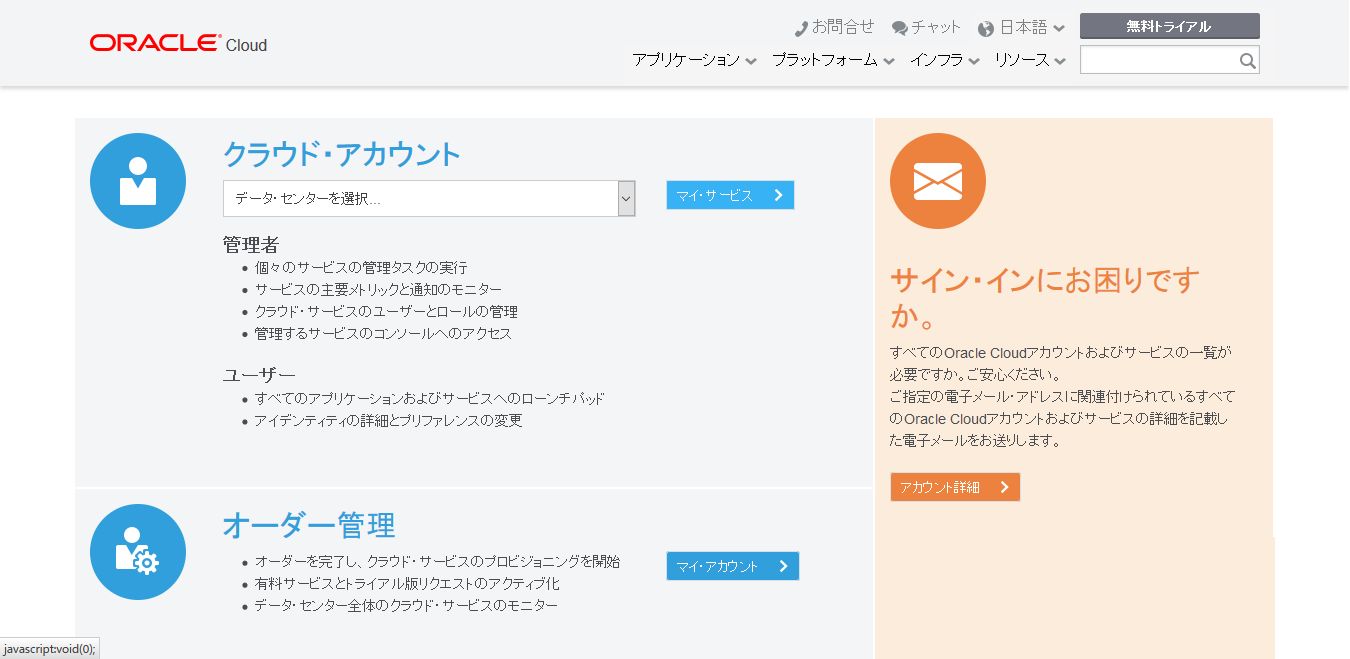 ORACLE Cloud
お問合せ チャット 日本語 無料トライアル
アプリケーション プラットフォーム インフラ リソース
クラウド・アカウント
データ・センターを選択...
マイ・サービス
管理者
• 個々のサービスの管理タスクの実行
• サービスの主要メトリックと通知のモニター
• クラウド・サービスのユーザーとロールの管理
• 管理するサービスのコンソールへのアクセス
ユーザー
• すべてのアプリケーションおよびサービスへのローンチパッド
• アイデンティティの詳細とプリファレンスの変更
オーダー管理
• オーダーを完了し、クラウド・サービスのプロビジョニングを開始
• 有料サービスとトライアル版リクエストのアクティブ化
• データ・センター全体のクラウド・サービスのモニター
マイ・アカウント
サイン・インにお困りです
か。
すべてのOracle Cloudアカウントおよびサービスの一覧が
必要ですか。ご安心ください。
ご指定の電子メール・アドレスに関連付けられているすべて
のOracle Cloudアカウントおよびサービスの詳細を記載し
た電子メールをお送りします。
アカウント詳細
javascript:void(0);